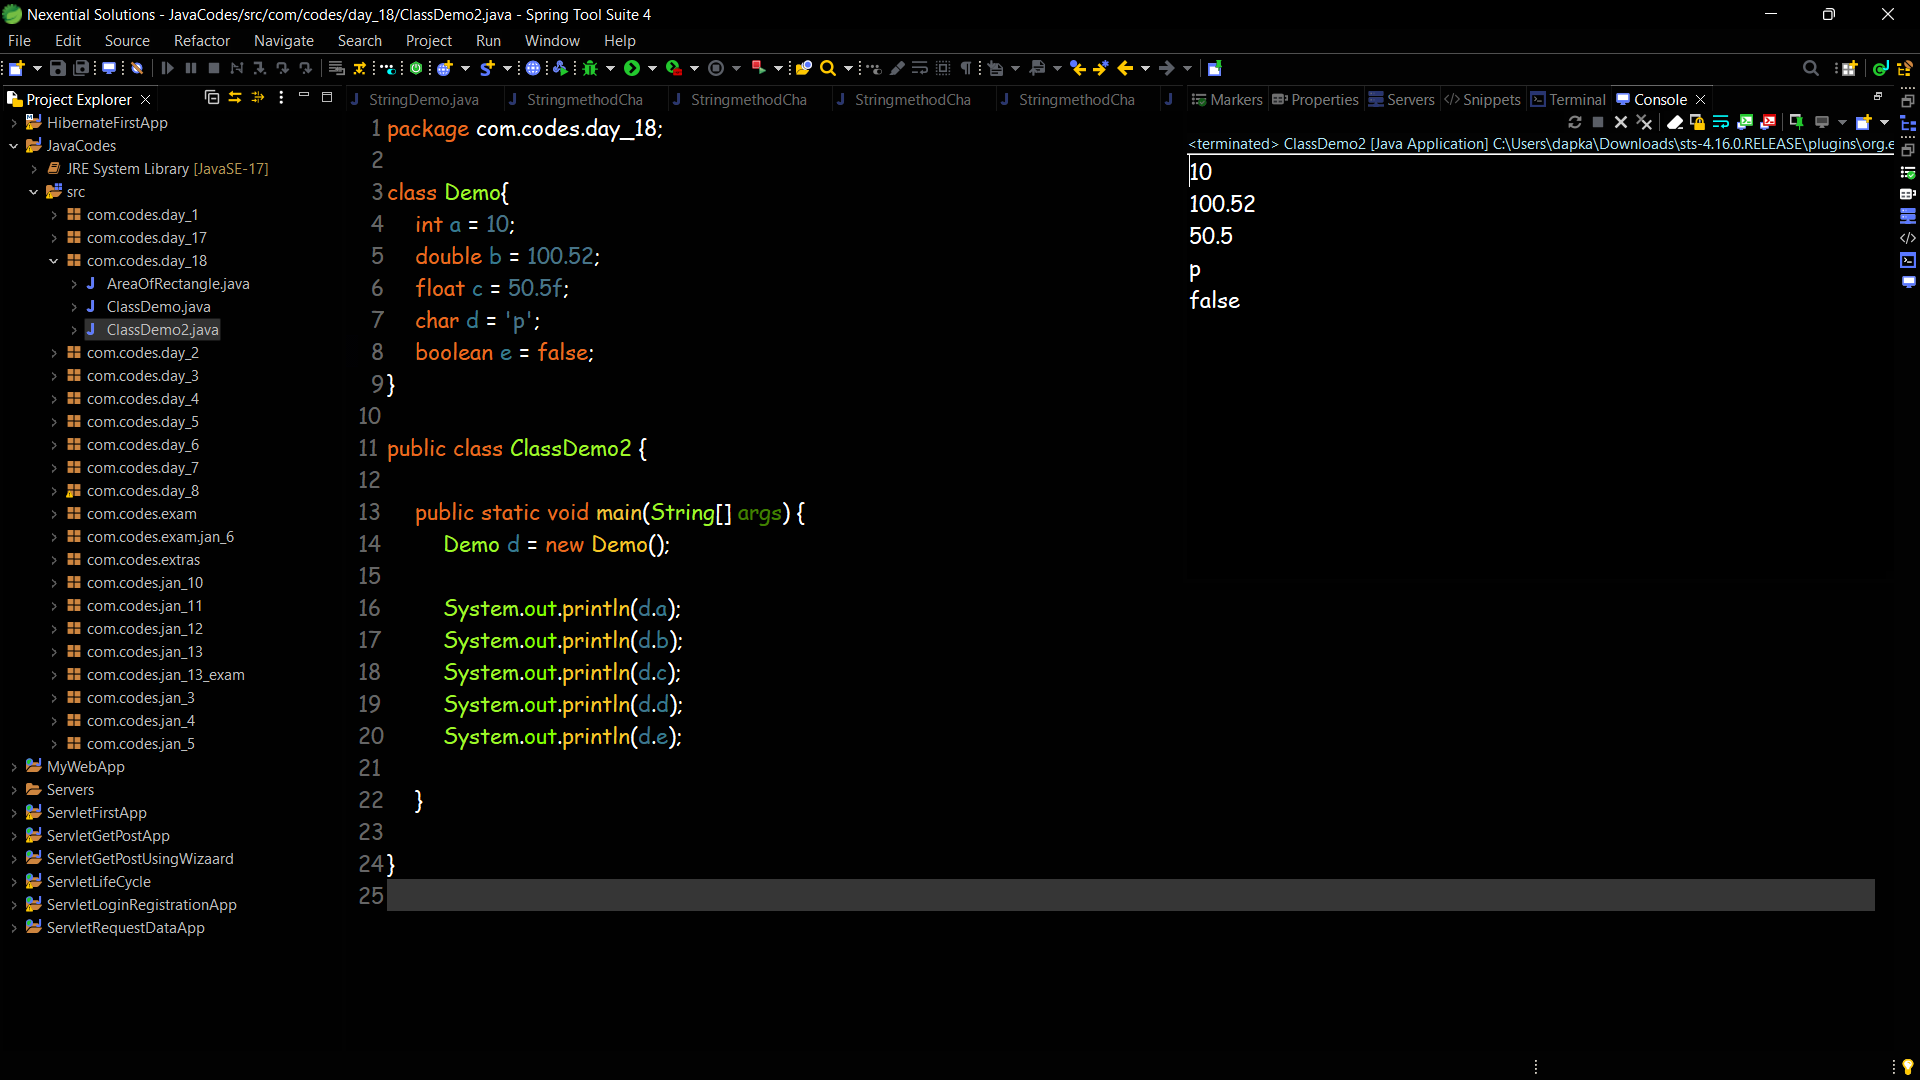 Nexential Solutions - JavaCodes/src/com/codes/day_18/ClassDemo2.java - Spring Tool Suite 4
File Edit Source Refactor Navigate Search Project Run Window Help
Project Explorer
HibernateFirstApp
JavaCodes
JRE System Library [JavaSE-17]
src
com.codes.day_1
com.codes.day_17
com.codes.day_18
AreaOfRectangle.java
ClassDemo.java
ClassDemo2.java
com.codes.day_2
com.codes.day_3
com.codes.day_4
com.codes.day_5
com.codes.day_6
com.codes.day_7
com.codes.day_8
com.codes.exam
com.codes.exam.jan_6
com.codes.extras
com.codes.jan_10
com.codes.jan_11
com.codes.jan_12
com.codes.jan_13
com.codes.jan_13_exam
com.codes.jan_3
com.codes.jan_4
com.codes.jan_5
MyWebApp
Servers
ServletFirstApp
ServletGetPostApp
ServletGetPostUsingWizaard
ServletLifeCycle
ServletLoginRegistrationApp
ServletRequestDataApp
StringDemo.java StringmethodCha StringmethodCha StringmethodCha StringmethodCha
1 package com.codes.day_18;
2
3 class Demo{
4 int a = 10;
5 double b = 100.52;
6 float c = 50.5f;
7 char d = 'p';
8 boolean e = false;
9 }
10
11 public class ClassDemo2 {
12
13 public static void main(String[] args) {
14 Demo d = new Demo();
15
16 System.out.println(d.a);
17 System.out.println(d.b);
18 System.out.println(d.c);
19 System.out.println(d.d);
20 System.out.println(d.e);
21
22 }
23
24 }
25
Markers Properties Servers Snippets Terminal Console
<terminated> ClassDemo2 [Java Application] C:\Users\dapka\Downloads\sts-4.16.0.RELEASE\plugins\org.e
10
100.52
50.5
p
false